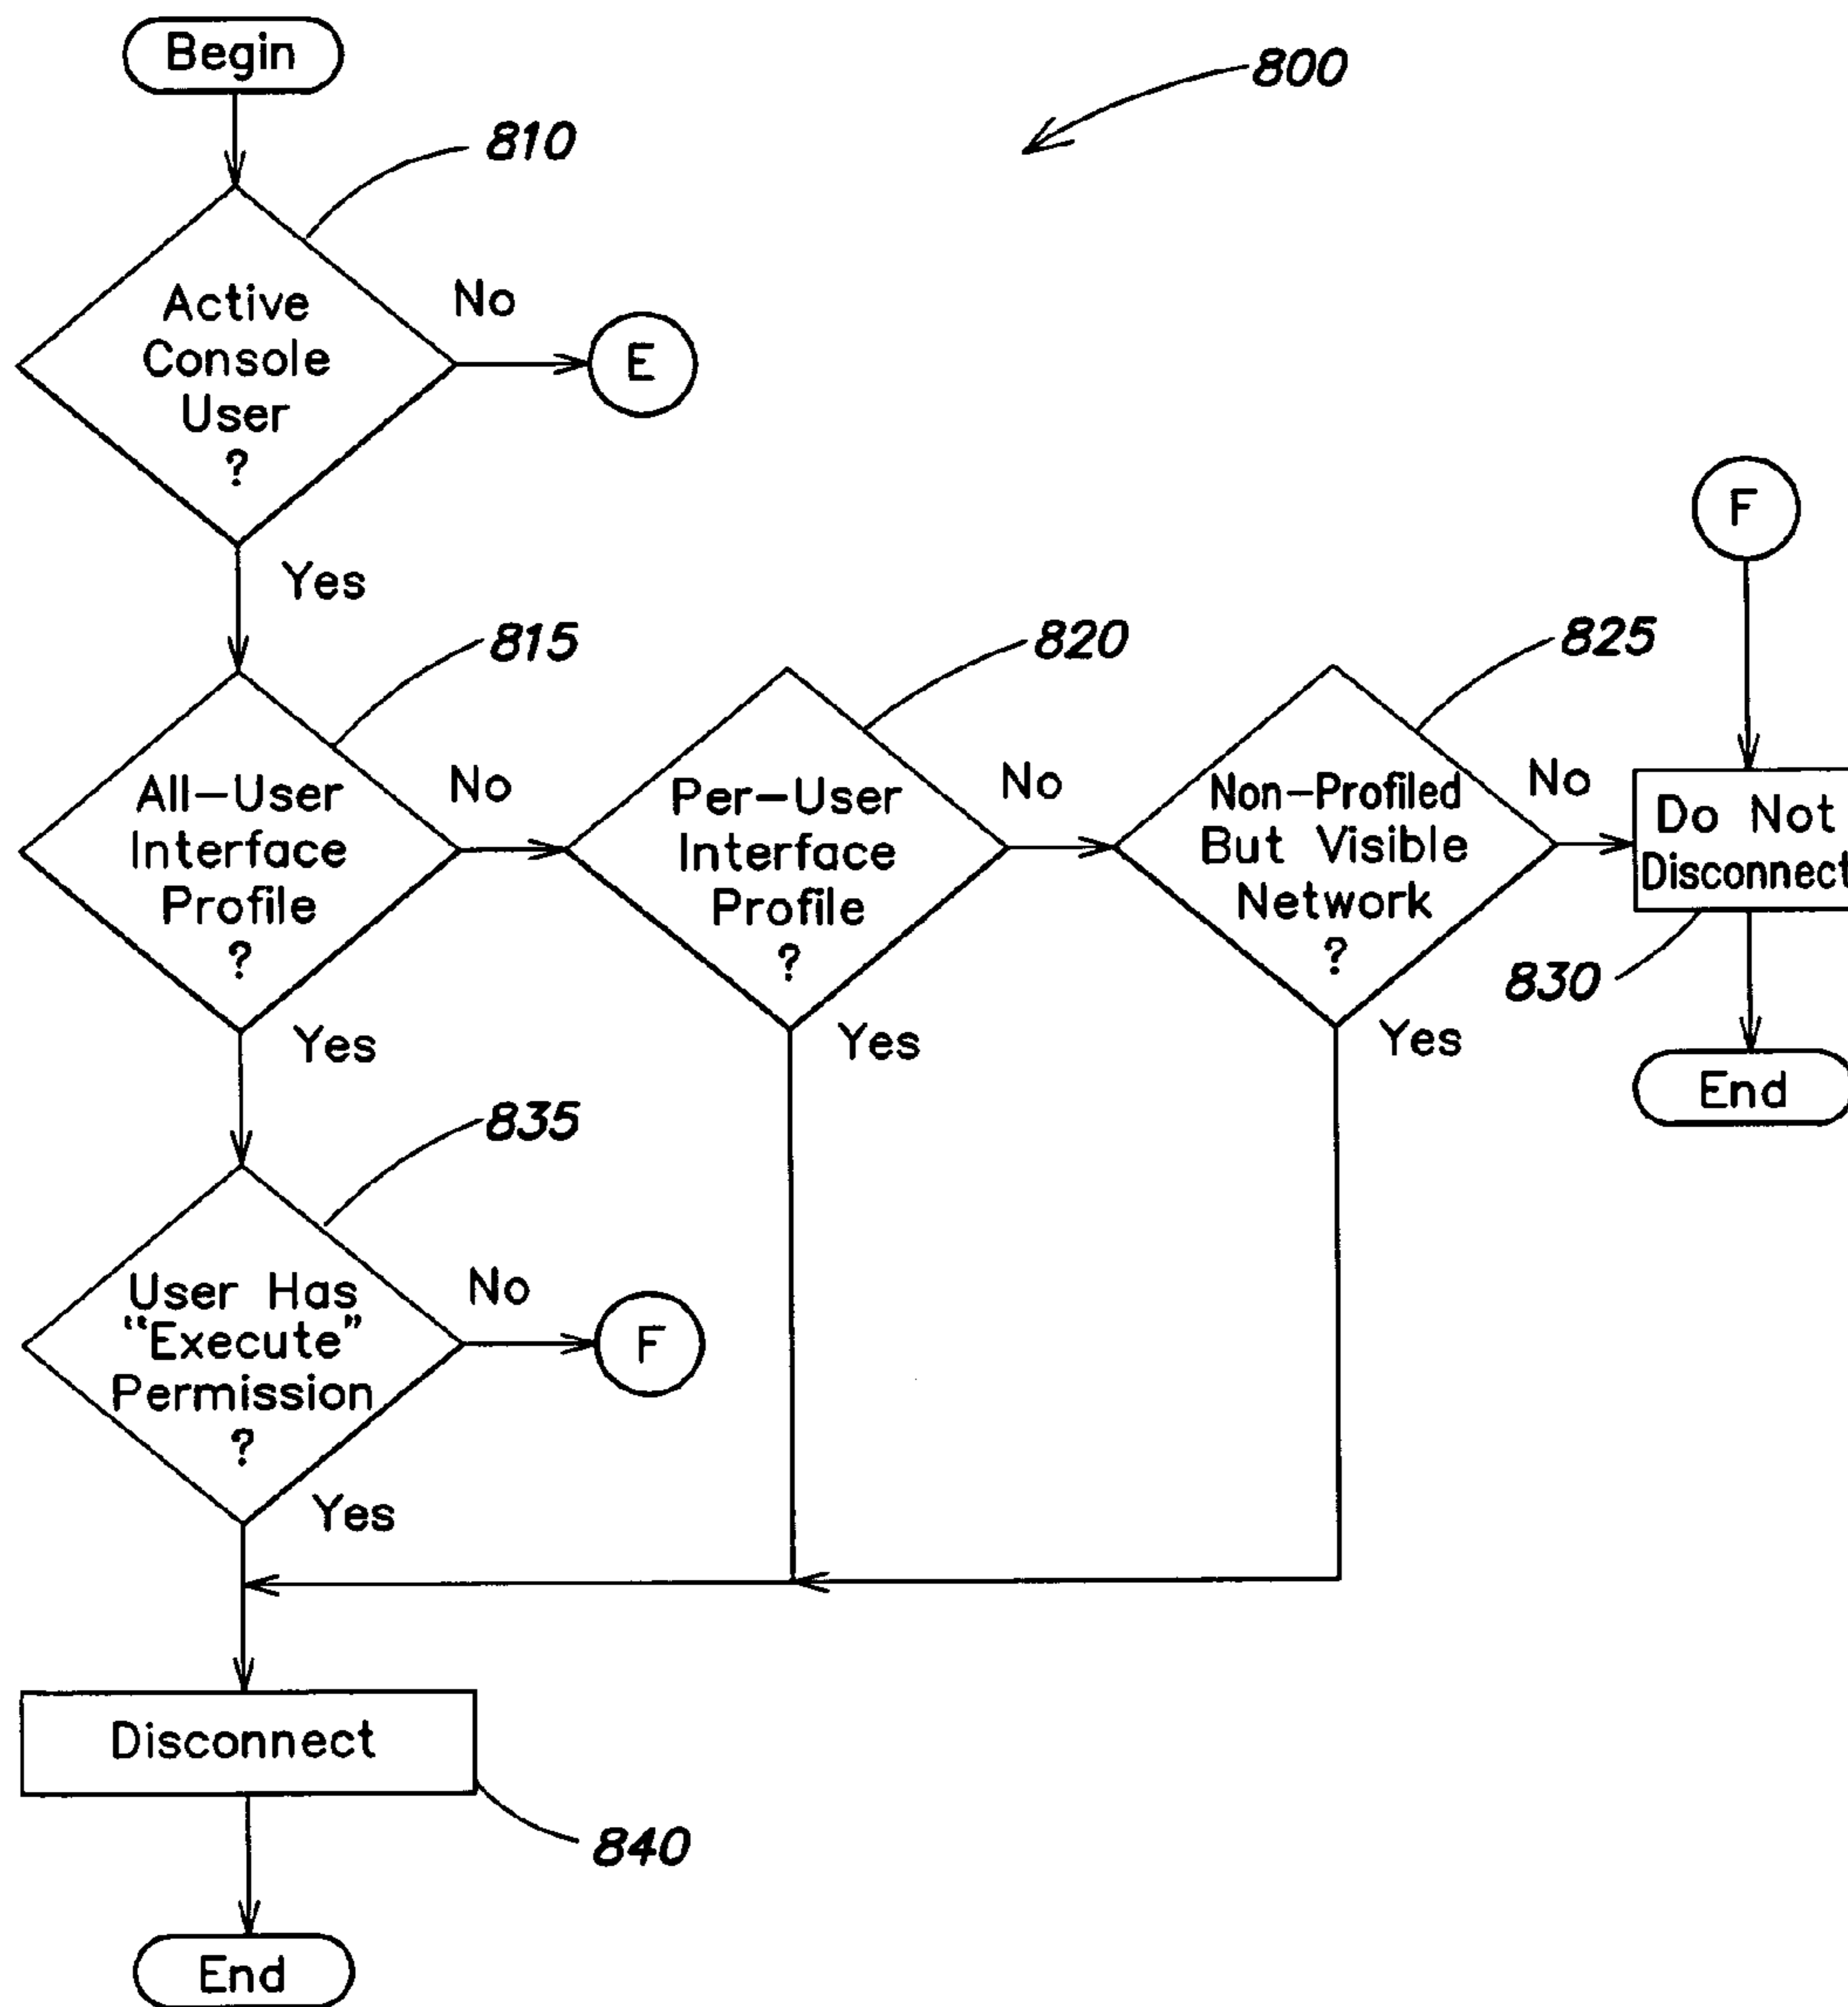 Begin
800
810
Active
Console
User
?
No
E
Yes
F
815
820
825
All-User
Interface
Profile
?
No
Per-User
Interface
Profile
?
No
Non-Profiled
But Visible
Network
?
No
Do Not
Disconnect
830
Yes
Yes
Yes
End
835
User Has
"Execute"
Permission
?
No
F
Yes
Disconnect
840
End